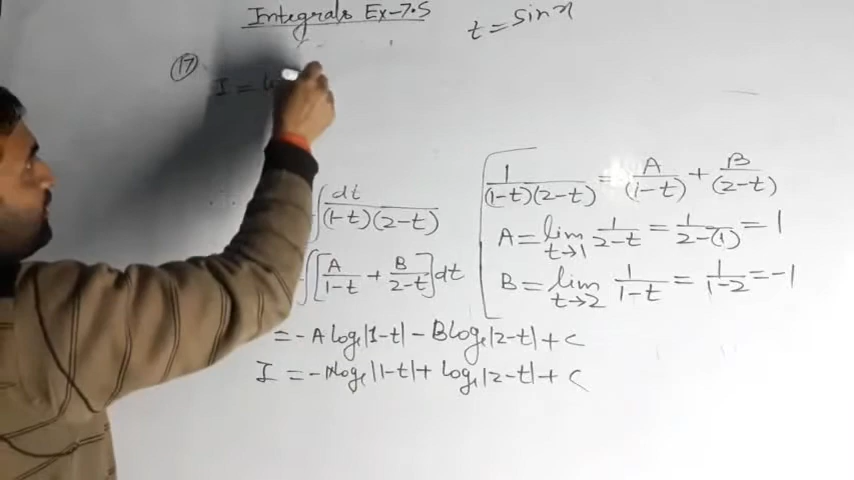 Integrals Ex-7.5
t = sin x
17
I = lo
∫ dt/((1-t)(2-t))
∫[A/(1-t) + B/(2-t)]dt
= -A logₑ|1-t| - B logₑ|2-t| + C
I = -logₑ|1-t| + logₑ|2-t| + C
1/((1-t)(2-t)) = A/(1-t) + B/(2-t)
A = lim t→1 1/(2-t) = 1/(2-(1)) = 1
B = lim t→2 1/(1-t) = 1/(1-2) = -1